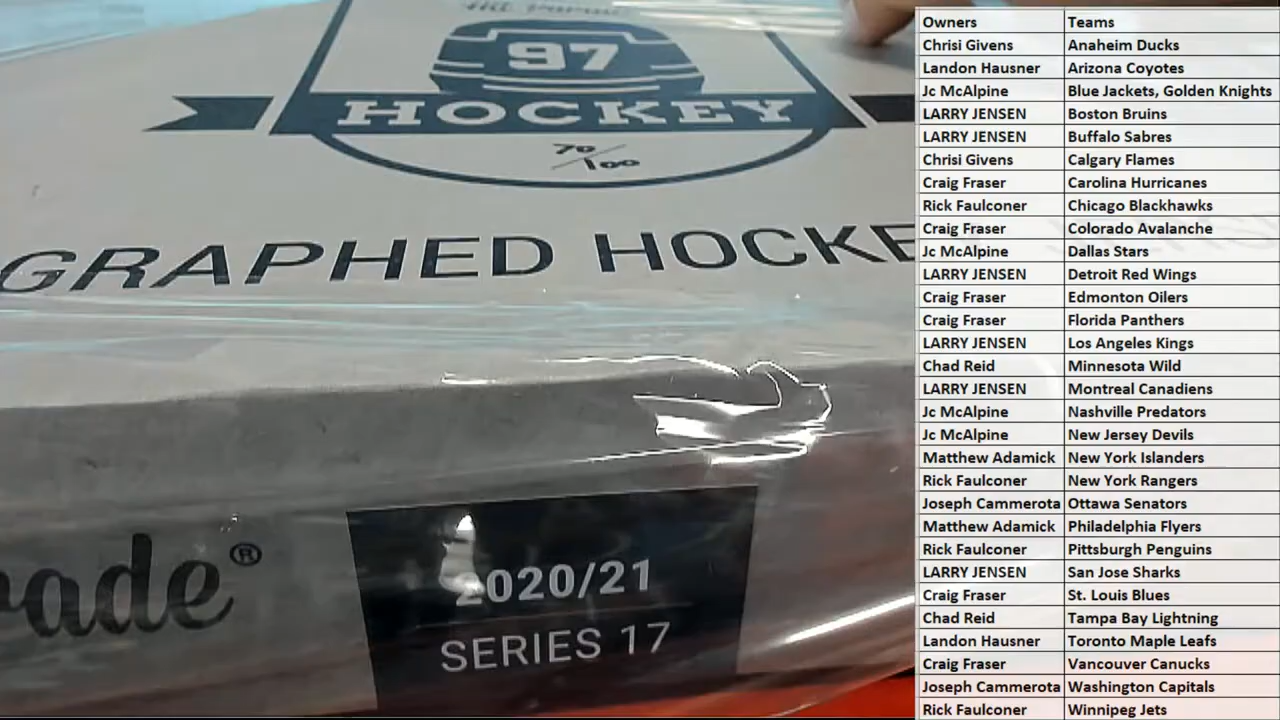 Hit Parade
97
HOCKEY
70/100
GRAPHED HOCKE
rade®
2020/21
SERIES 17
Owners Teams
Chrisi Givens Anaheim Ducks
Landon Hausner Arizona Coyotes
Jc McAlpine Blue Jackets, Golden Knights
LARRY JENSEN Boston Bruins
LARRY JENSEN Buffalo Sabres
Chrisi Givens Calgary Flames
Craig Fraser Carolina Hurricanes
Rick Faulconer Chicago Blackhawks
Craig Fraser Colorado Avalanche
Jc McAlpine Dallas Stars
LARRY JENSEN Detroit Red Wings
Craig Fraser Edmonton Oilers
Craig Fraser Florida Panthers
LARRY JENSEN Los Angeles Kings
Chad Reid Minnesota Wild
LARRY JENSEN Montreal Canadiens
Jc McAlpine Nashville Predators
Jc McAlpine New Jersey Devils
Matthew Adamick New York Islanders
Rick Faulconer New York Rangers
Joseph Cammerota Ottawa Senators
Matthew Adamick Philadelphia Flyers
Rick Faulconer Pittsburgh Penguins
LARRY JENSEN San Jose Sharks
Craig Fraser St. Louis Blues
Chad Reid Tampa Bay Lightning
Landon Hausner Toronto Maple Leafs
Craig Fraser Vancouver Canucks
Joseph Cammerota Washington Capitals
Rick Faulconer Winnipeg Jets